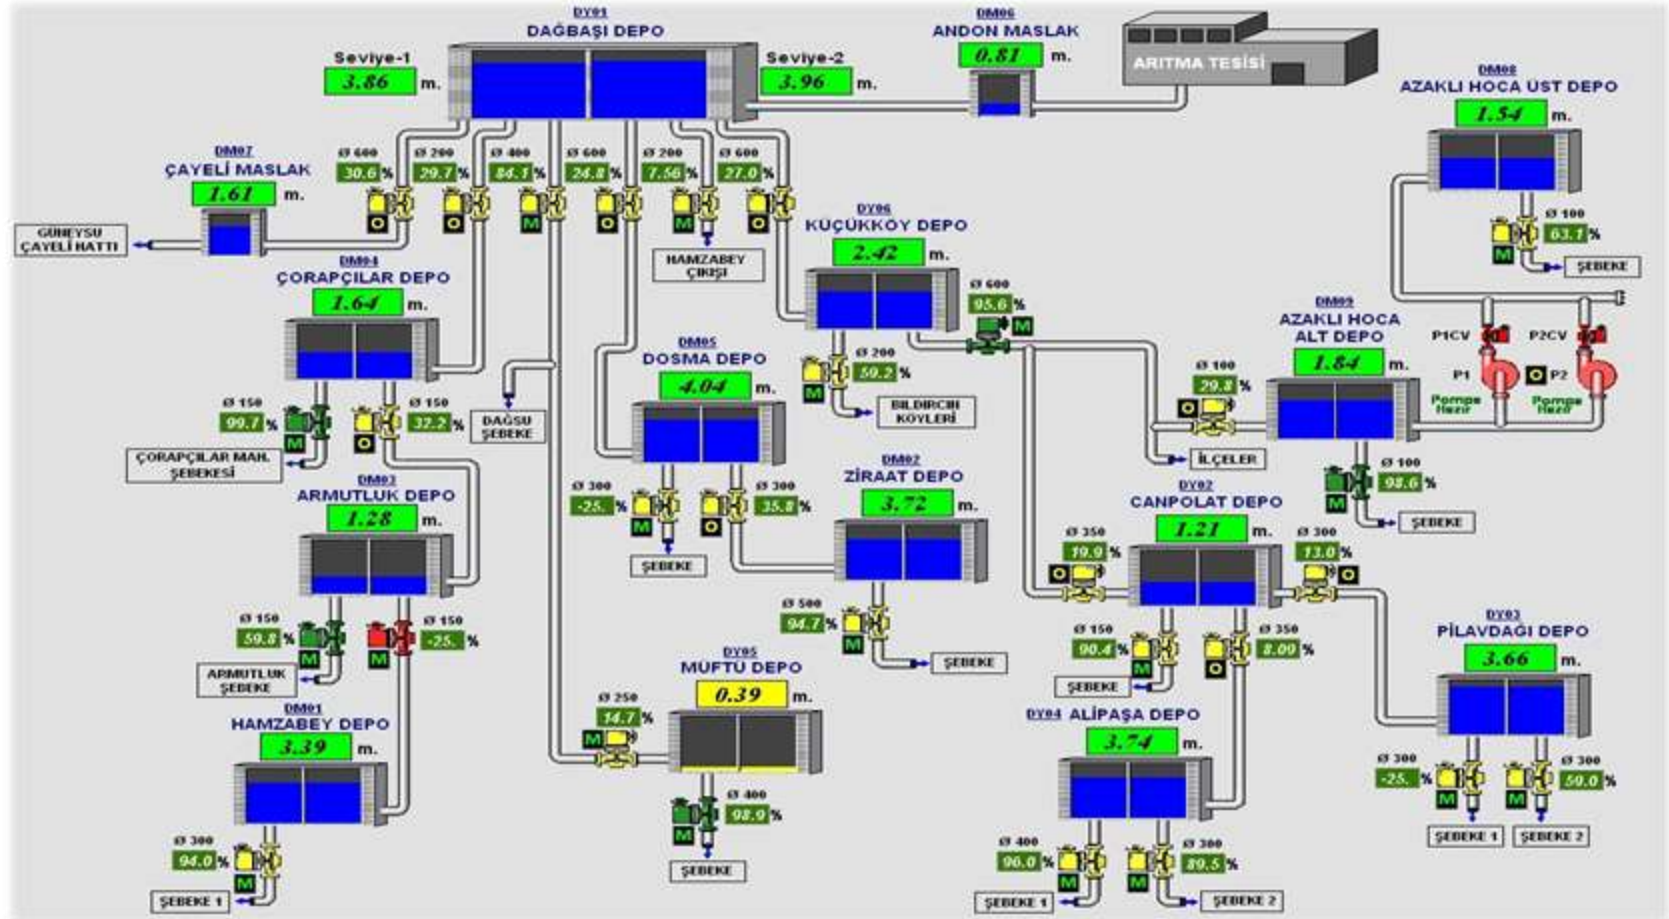 DY01
DAĞBAŞI DEPO
Seviye-1
3.86 m.
Seviye-2
3.96 m.
DM06
ANDON MASLAK
0.81 m.
ARITMA TESİSİ
DM08
AZAKLI HOCA ÜST DEPO
1.54 m.
Ø 100
63.1 %
M
ŞEBEKE
DM07
ÇAYELİ MASLAK
1.61 m.
GÜNEYSU
ÇAYELİ HATTI
Ø 600
30.6 %
O
Ø 200
29.7 %
O
Ø 400
84.1 %
M
Ø 600
24.8 %
O
Ø 200
7.56 %
M
Ø 600
27.0 %
O
HAMZABEY
ÇIKIŞI
DY06
KÜÇÜKKÖY DEPO
2.42 m.
Ø 600
95.6 %
M
Ø 200
59.2 %
M
BILDIRCIN
KÖYLERİ
DM04
ÇORAPÇILAR DEPO
1.64 m.
Ø 150
99.7 %
M
Ø 150
32.2 %
O
ÇORAPÇILAR MAH.
ŞEBEKESİ
DAĞSU
ŞEBEKE
DM05
DOSMA DEPO
4.04 m.
Ø 300
-25. %
M
Ø 300
35.8 %
O
ŞEBEKE
DM09
AZAKLI HOCA
ALT DEPO
1.84 m.
Ø 100
29.8 %
O
İLÇELER
Ø 100
98.6 %
M
ŞEBEKE
P1CV
P2CV
P1
O P2
Pompa
Hazır
Pompa
Hazır
DM03
ARMUTLUK DEPO
1.28 m.
Ø 150
59.8 %
M
Ø 150
-25. %
M
ARMUTLUK
ŞEBEKE
DM02
ZİRAAT DEPO
3.72 m.
Ø 500
94.7 %
M
ŞEBEKE
DY02
CANPOLAT DEPO
1.21 m.
Ø 350
19.9 %
O
Ø 300
13.0 %
O
Ø 150
90.4 %
M
Ø 350
8.09 %
O
ŞEBEKE
DY03
PİLAVDAĞI DEPO
3.66 m.
Ø 300
-25. %
M
Ø 300
59.0 %
M
ŞEBEKE 1
ŞEBEKE 2
DM01
HAMZABEY DEPO
3.39 m.
Ø 300
94.0 %
M
ŞEBEKE 1
DY05
MÜFTÜ DEPO
0.39 m.
Ø 250
14.7 %
M
Ø 400
98.9 %
M
ŞEBEKE
DY04 ALİPAŞA DEPO
3.74 m.
Ø 400
96.0 %
M
Ø 300
89.5 %
M
ŞEBEKE 1
ŞEBEKE 2